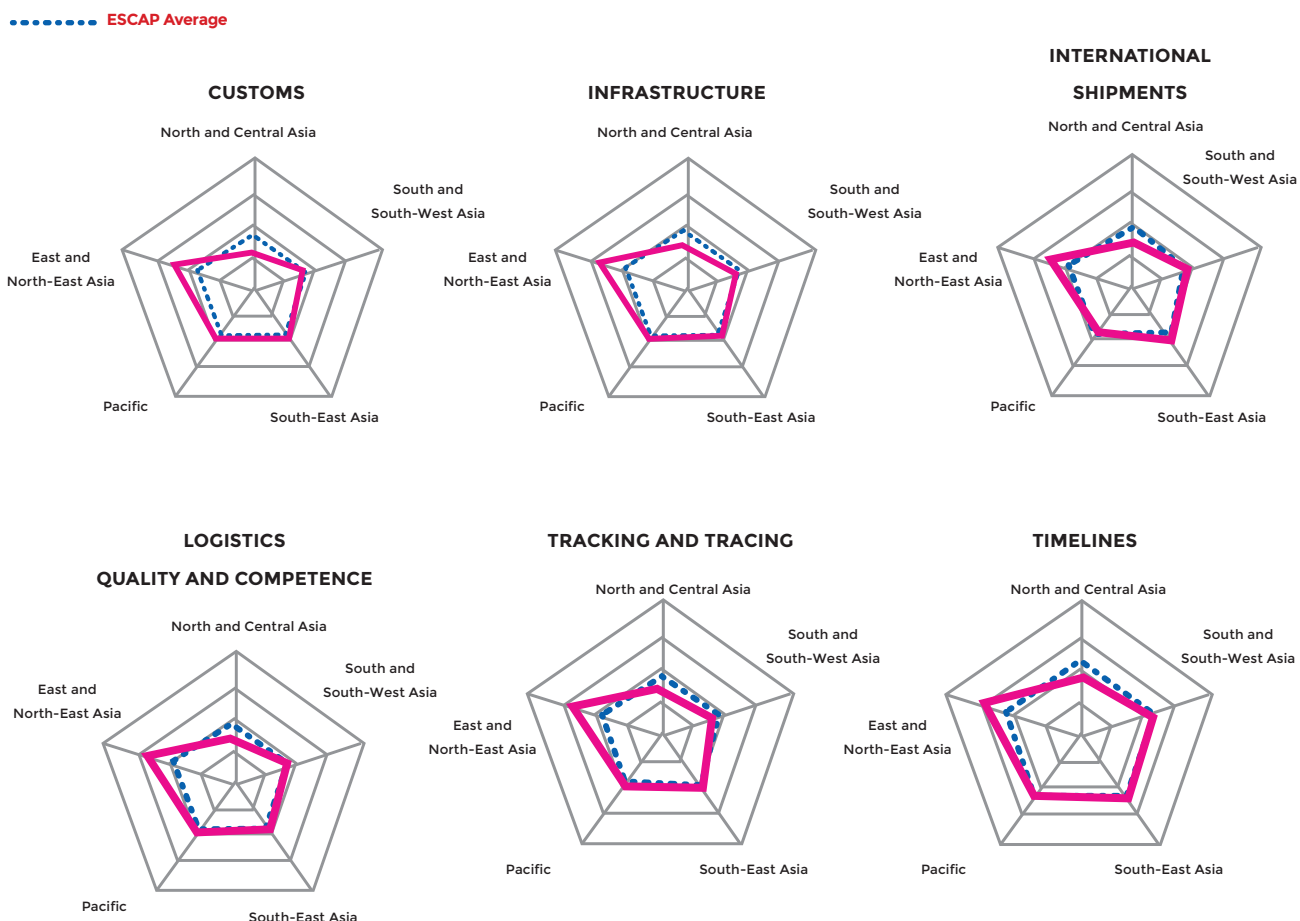 ESCAP Average
CUSTOMS
North and Central Asia
South and
South-West Asia
East and
North-East Asia
Pacific
South-East Asia
INFRASTRUCTURE
North and Central Asia
South and
South-West Asia
East and
North-East Asia
Pacific
South-East Asia
INTERNATIONAL
SHIPMENTS
North and Central Asia
South and
South-West Asia
East and
North-East Asia
Pacific
South-East Asia
LOGISTICS
QUALITY AND COMPETENCE
North and Central Asia
South and
South-West Asia
East and
North-East Asia
Pacific
South-East Asia
TRACKING AND TRACING
North and Central Asia
South and
South-West Asia
East and
North-East Asia
Pacific
South-East Asia
TIMELINES
North and Central Asia
South and
South-West Asia
East and
North-East Asia
Pacific
South-East Asia